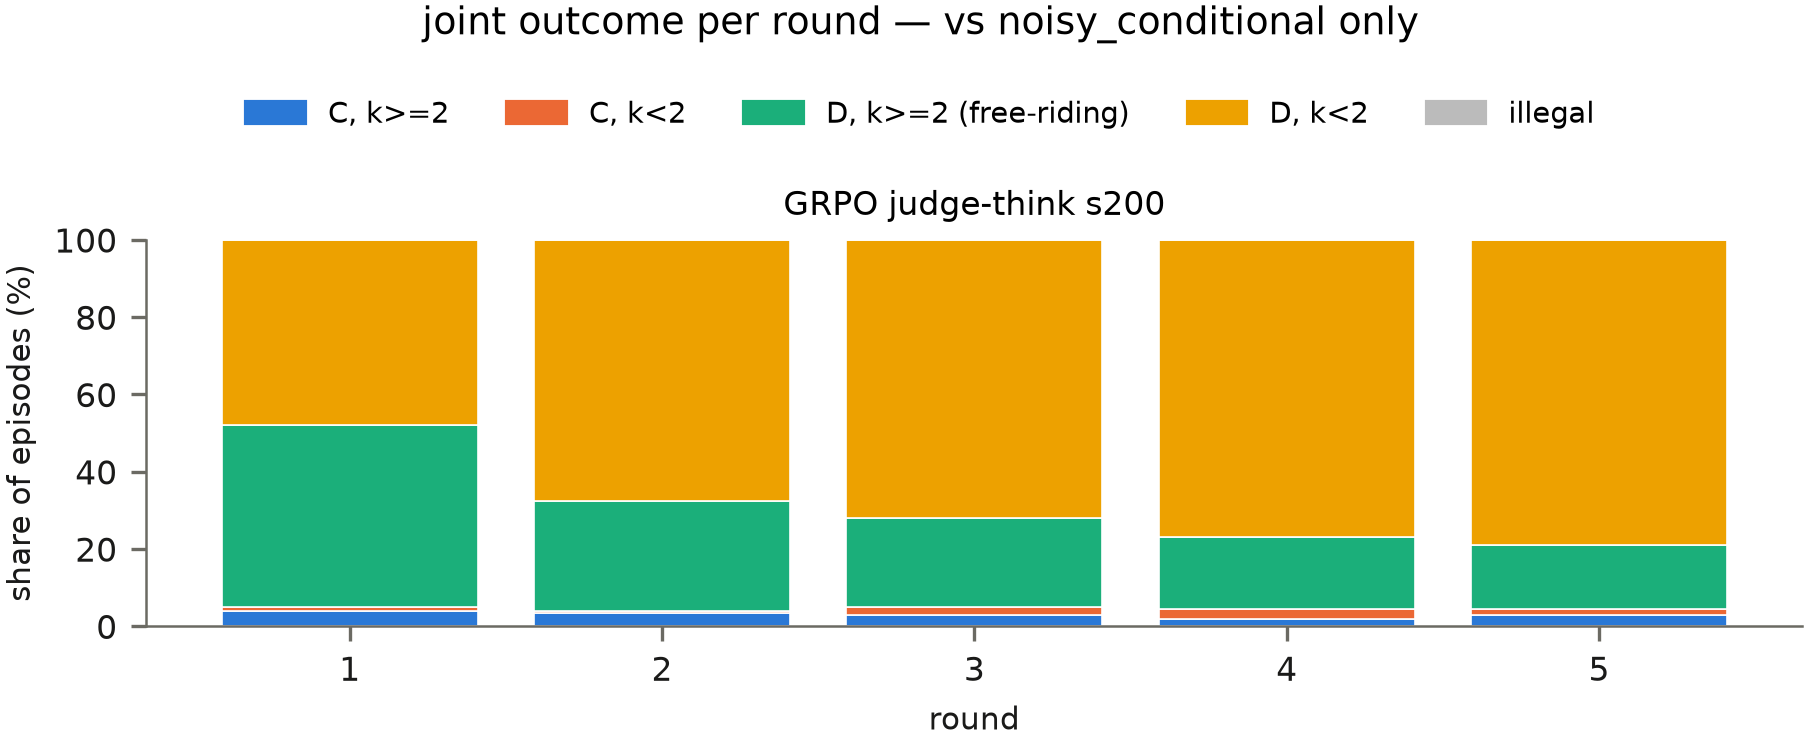 joint outcome per round — vs noisy_conditional only
C, k>=2
C, k<2
D, k>=2 (free-riding)
D, k<2
illegal
GRPO judge-think s200
share of episodes (%)
100
80
60
40
20
0
1
2
3
4
5
round